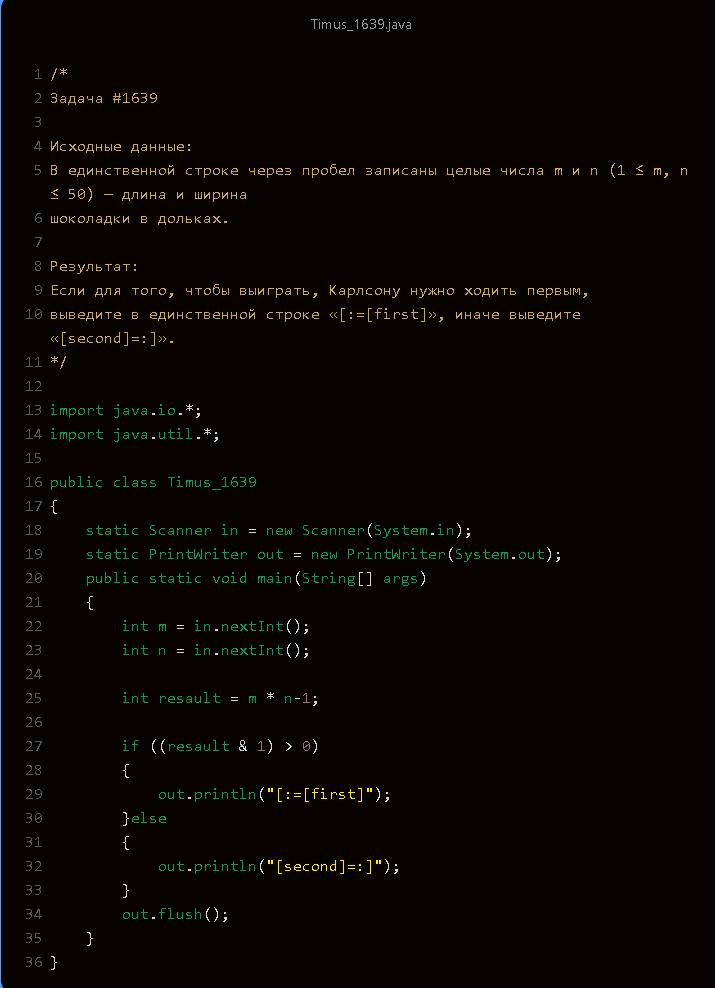 Timus_1639.java
1 /*
2 Задача #1639
3
4 Исходные данные:
5 В единственной строке через пробел записаны целые числа m и n (1 ≤ m, n
≤ 50) — длина и ширина
6 шоколадки в дольках.
7
8 Результат:
9 Если для того, чтобы выиграть, Карлсону нужно ходить первым,
10 выведите в единственной строке «[:=[first]», иначе выведите
«[second]=:]».
11 */
12
13 import java.io.*;
14 import java.util.*;
15
16 public class Timus_1639
17 {
18     static Scanner in = new Scanner(System.in);
19     static PrintWriter out = new PrintWriter(System.out);
20     public static void main(String[] args)
21     {
22         int m = in.nextInt();
23         int n = in.nextInt();
24
25         int resault = m * n-1;
26
27         if ((resault & 1) > 0)
28         {
29             out.println("[:=[first]");
30         }else
31         {
32             out.println("[second]=:]");
33         }
34         out.flush();
35     }
36 }